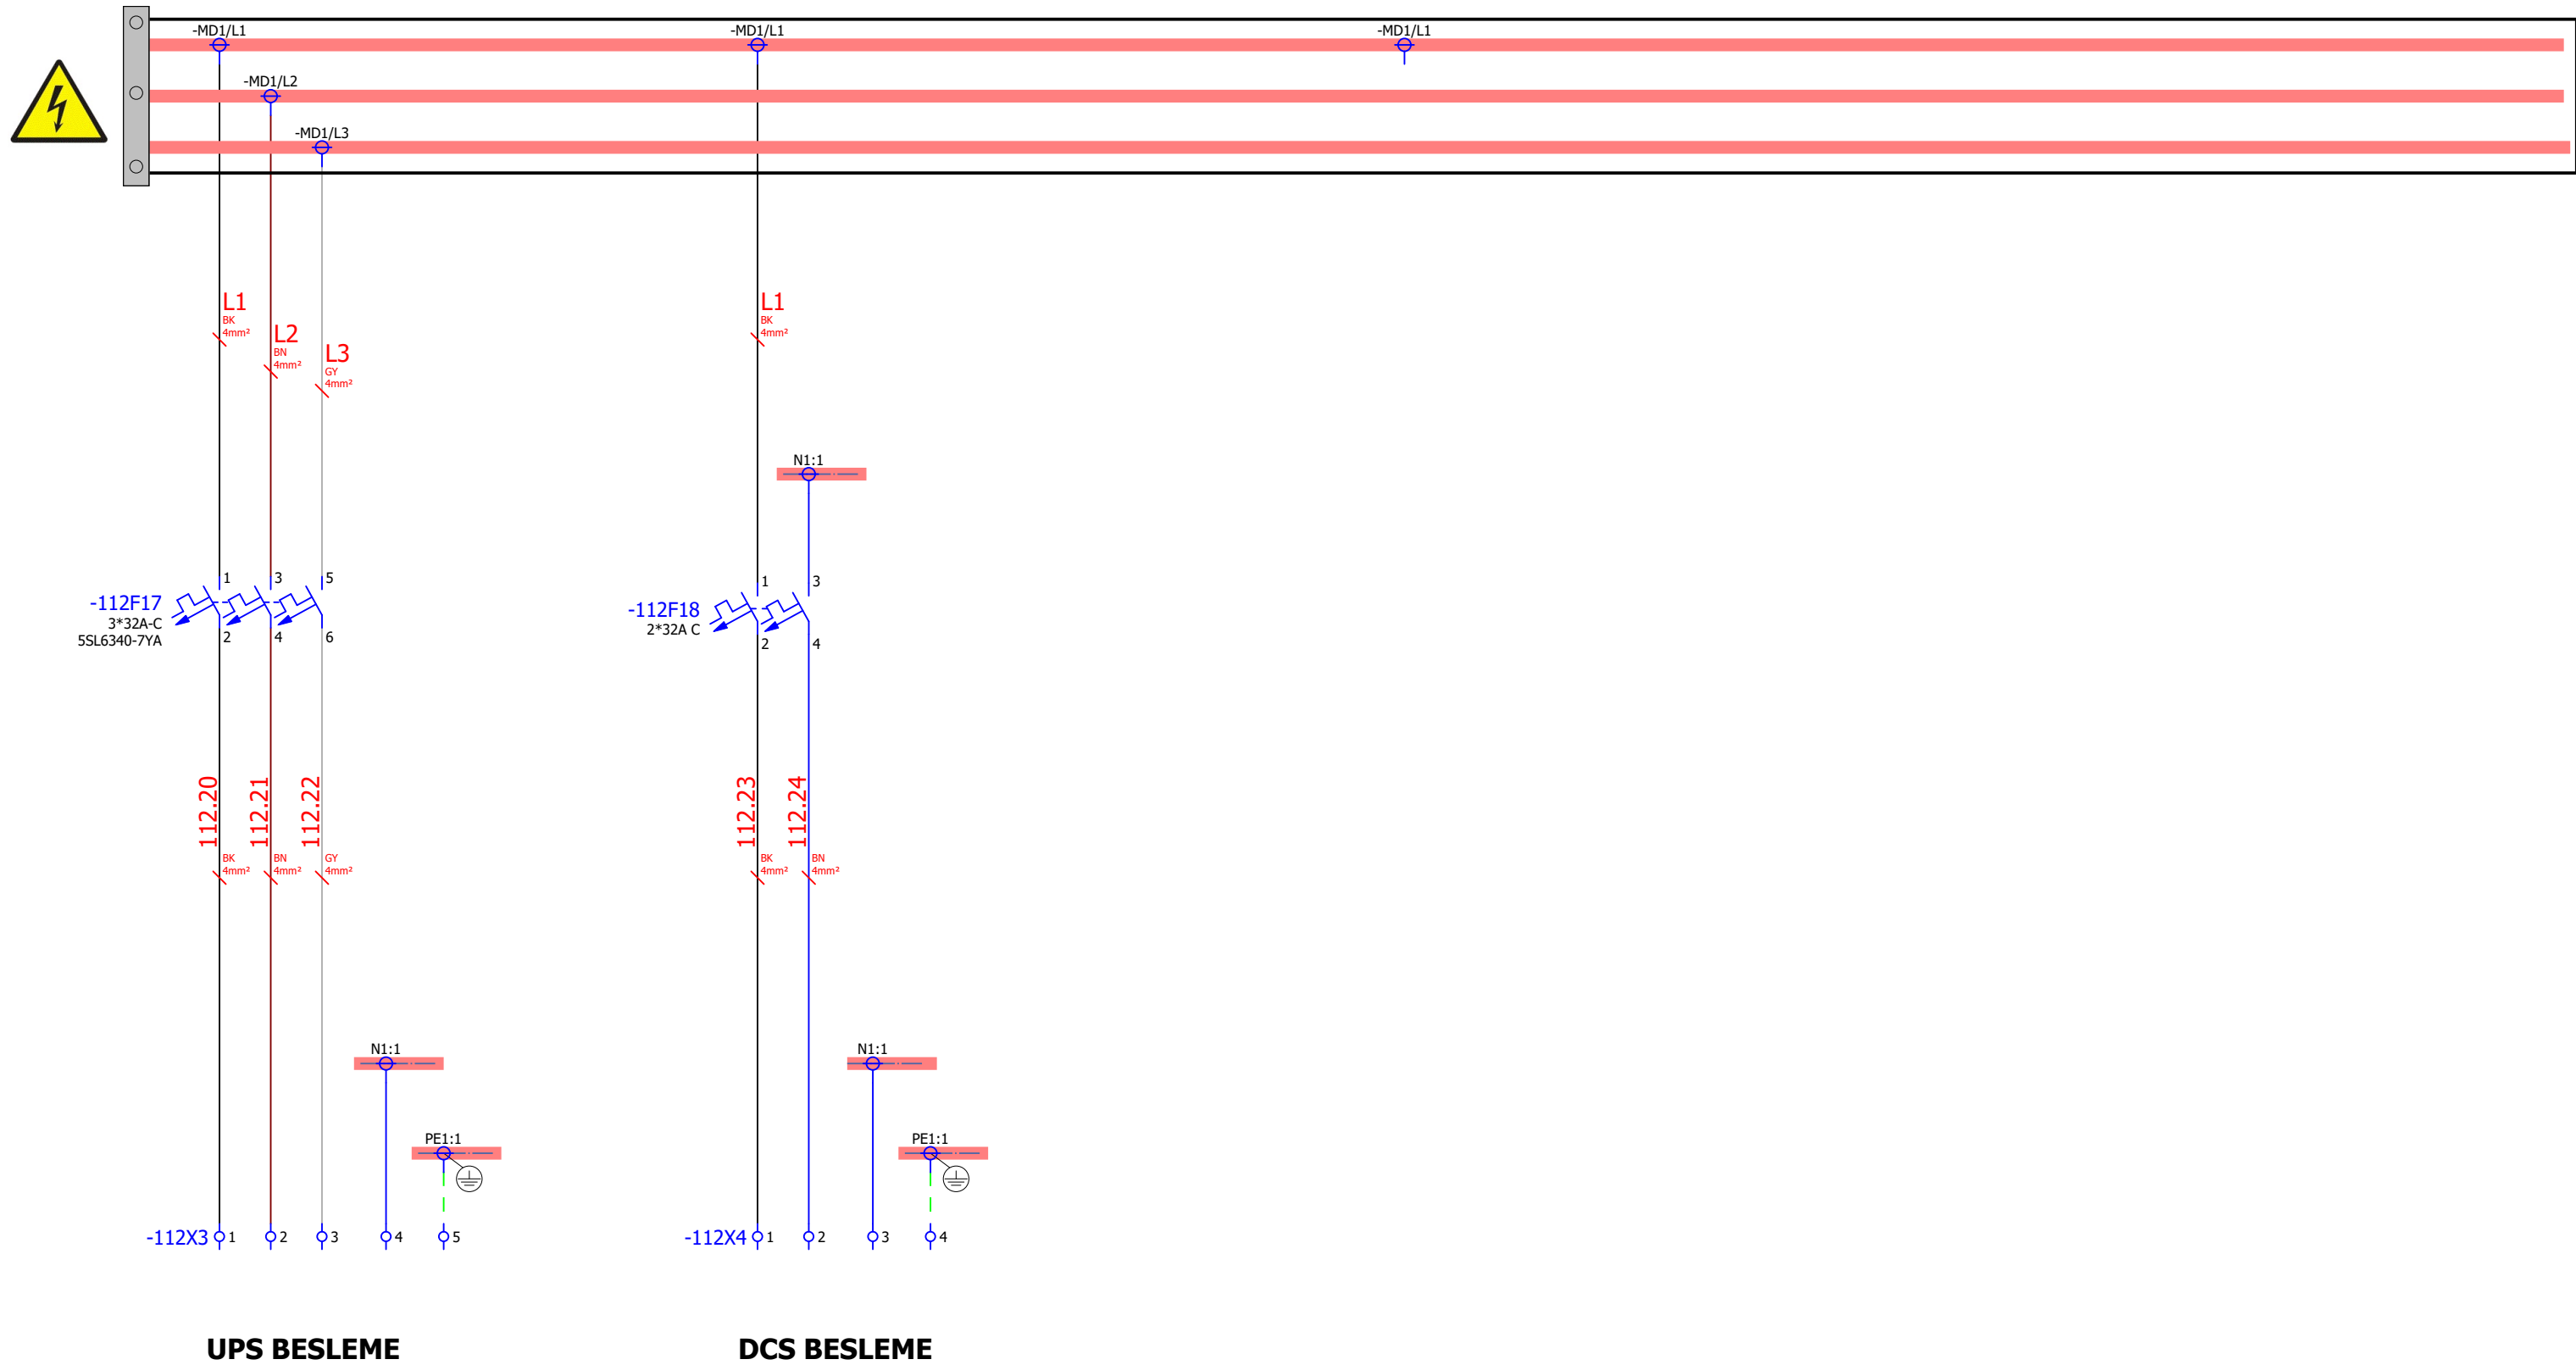 -MD1/L1
-MD1/L1
-MD1/L1
-MD1/L2
-MD1/L3
L1
BK
4mm²
L2
BN
4mm²
L3
GY
4mm²
L1
BK
4mm²
N1:1
1
3
5
-112F17
3*32A-C
5SL6340-7YA
2
4
6
1
3
-112F18
2*32A C
2
4
112.20
BK
4mm²
112.21
BN
4mm²
112.22
GY
4mm²
112.23
BK
4mm²
112.24
BN
4mm²
N1:1
PE1:1
N1:1
PE1:1
-112X3
1
2
3
4
5
-112X4
1
2
3
4
UPS BESLEME
DCS BESLEME